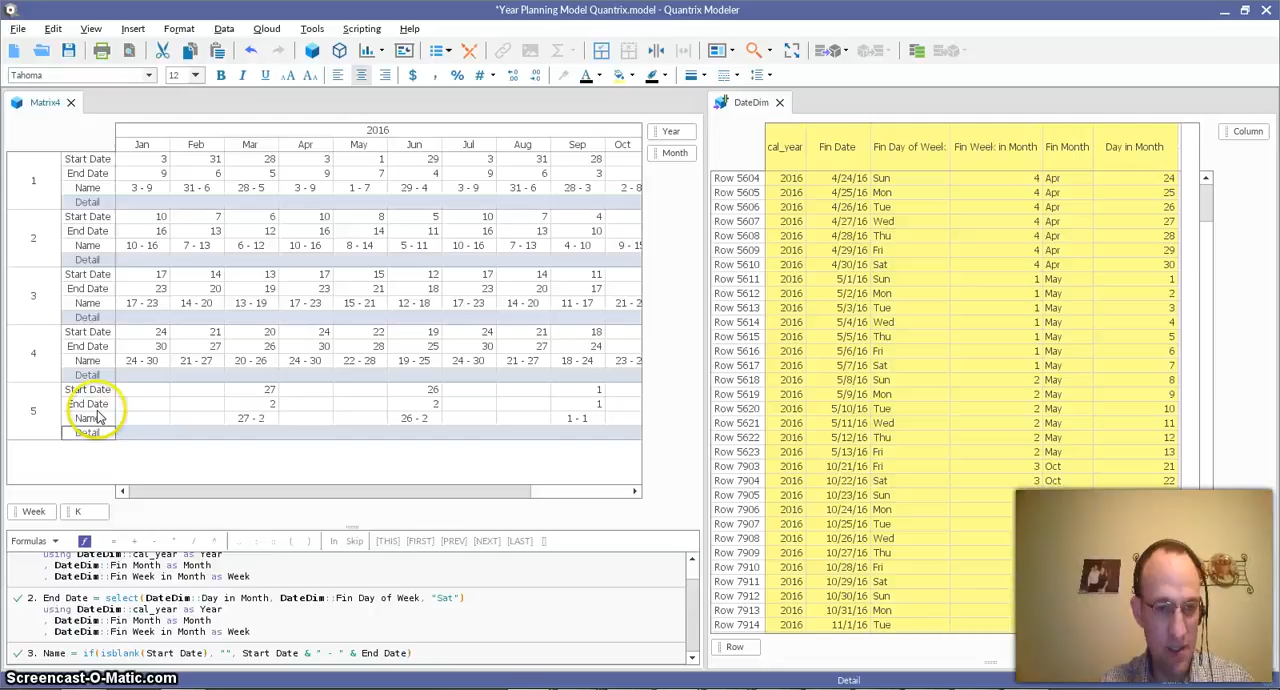 *Year Planning Model Quantrix.model - Quantrix Modeler
File Edit View Insert Format Data Qloud Tools Scripting Help
Tahoma 12 B I U
Matrix4
2016
Jan Feb Mar Apr May Jun Jul Aug Sep Oct
1
Start Date 3 31 28 3 1 29 3 31 28
End Date 9 6 5 9 7 4 9 6 3
Name 3 - 9 31 - 6 28 - 5 3 - 9 1 - 7 29 - 4 3 - 9 31 - 6 28 - 3 2 - 8
Detail
2
Start Date 10 7 6 10 8 5 10 7 4
End Date 16 13 12 16 14 11 16 13 10
Name 10 - 16 7 - 13 6 - 12 10 - 16 8 - 14 5 - 11 10 - 16 7 - 13 4 - 10 9 - 15
Detail
3
Start Date 17 14 13 17 15 12 17 14 11
End Date 23 20 19 23 21 18 23 20 17
Name 17 - 23 14 - 20 13 - 19 17 - 23 15 - 21 12 - 18 17 - 23 14 - 20 11 - 17
Detail
4
Start Date 24 21 20 24 22 19 24 21 18
End Date 30 27 26 30 28 25 30 27 24
Name 24 - 30 21 - 27 20 - 26 24 - 30 22 - 28 19 - 25 24 - 30 21 - 27 18 - 24
Detail
5
Start Date 27 26 1
End Date 2 2 1
Name 27 - 2 26 - 2 1 - 1
Detail
Year
Month
Week K
Formulas In Skip [THIS] [FIRST] [PREV] [NEXT] [LAST] []
using DateDim::cal_year as Year
, DateDim::Fin Month as Month
, DateDim::Fin Week in Month as Week
2. End Date = select(DateDim::Day in Month, DateDim::Fin Day of Week, "Sat")
using DateDim::cal_year as Year
, DateDim::Fin Month as Month
, DateDim::Fin Week in Month as Week
3. Name = if(isblank(Start Date), "", Start Date & " - " & End Date)
DateDim
Column
cal_year Fin Date Fin Day of Week: Fin Week: in Month Fin Month Day in Month
Row 5604 2016 4/24/16 Sun 4 Apr 24
Row 5605 2016 4/25/16 Mon 4 Apr 25
Row 5606 2016 4/26/16 Tue 4 Apr 26
Row 5607 2016 4/27/16 Wed 4 Apr 27
Row 5608 2016 4/28/16 Thu 4 Apr 28
Row 5609 2016 4/29/16 Fri 4 Apr 29
Row 5610 2016 4/30/16 Sat 4 Apr 30
Row 5611 2016 5/1/16 Sun 1 May 1
Row 5612 2016 5/2/16 Mon 1 May 2
Row 5613 2016 5/3/16 Tue 1 May 3
Row 5614 2016 5/4/16 Wed 1 May 4
Row 5615 2016 5/5/16 Thu 1 May 5
Row 5616 2016 5/6/16 Fri 1 May 6
Row 5617 2016 5/7/16 Sat 1 May 7
Row 5618 2016 5/8/16 Sun 2 May 8
Row 5619 2016 5/9/16 Mon 2 May 9
Row 5620 2016 5/10/16 Tue 2 May 10
Row 5621 2016 5/11/16 Wed 2 May 11
Row 5622 2016 5/12/16 Thu 2 May 12
Row 5623 2016 5/13/16 Fri 2 May 13
Row 7903 2016 10/21/16 Fri 3 Oct 21
Row 7904 2016 10/22/16 Sat 3 Oct 22
Row 7905 2016 10/23/16 Sun
Row 7906 2016 10/24/16 Mon
Row 7907 2016 10/25/16 Tue
Row 7908 2016 10/26/16 Wed
Row 7909 2016 10/27/16 Thu
Row 7910 2016 10/28/16 Fri
Row 7911 2016 10/29/16 Sat
Row 7912 2016 10/30/16 Sun
Row 7913 2016 10/31/16 Mon
Row 7914 2016 11/1/16 Tue
Row
Detail
Screencast-O-Matic.com